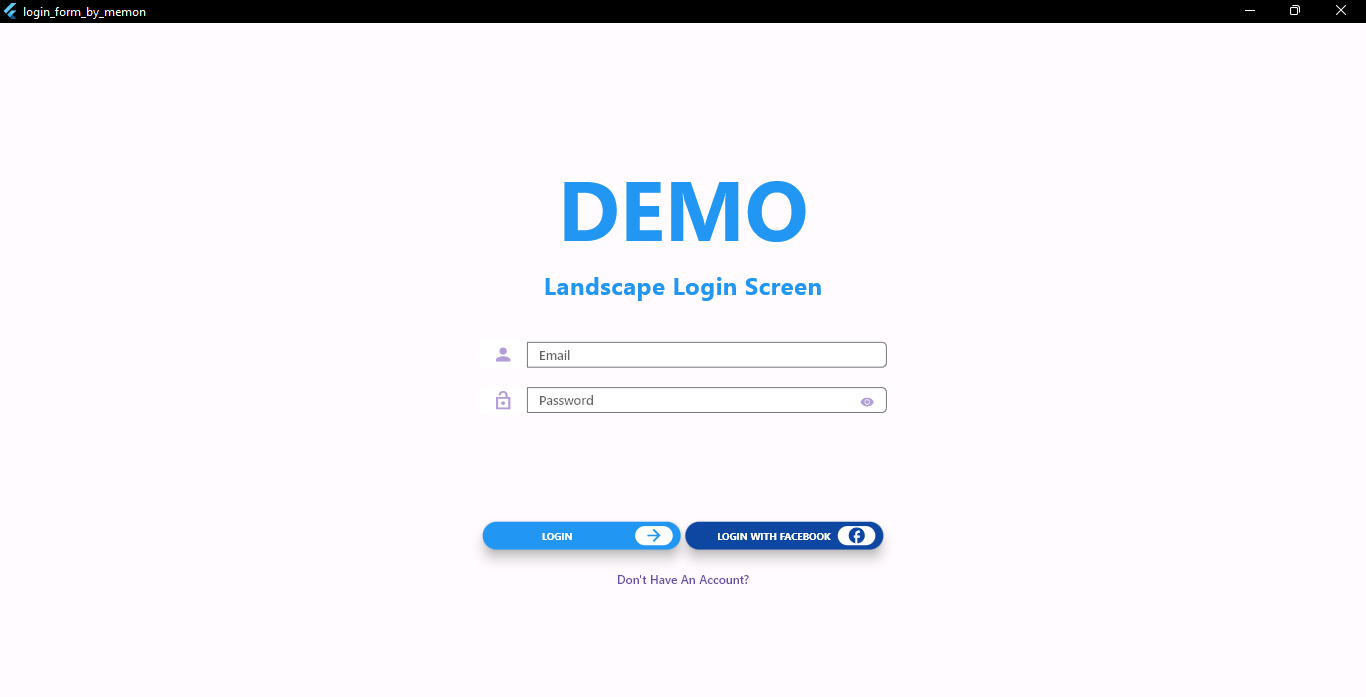 login_form_by_memon
DEMO
Landscape Login Screen
Email
Password
LOGIN
LOGIN WITH FACEBOOK
Don't Have An Account?